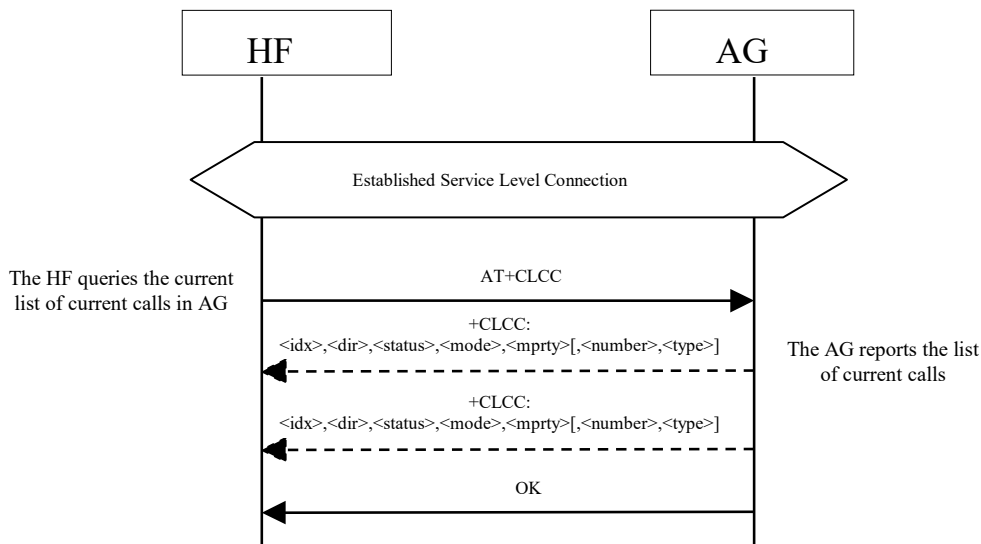 HF
AG
Established Service Level Connection
The HF queries the current
list of current calls in AG
AT+CLCC
+CLCC:
<idx>,<dir>,<status>,<mode>,<mprty>[,<number>,<type>]
The AG reports the list
of current calls
+CLCC:
<idx>,<dir>,<status>,<mode>,<mprty>[,<number>,<type>]
OK